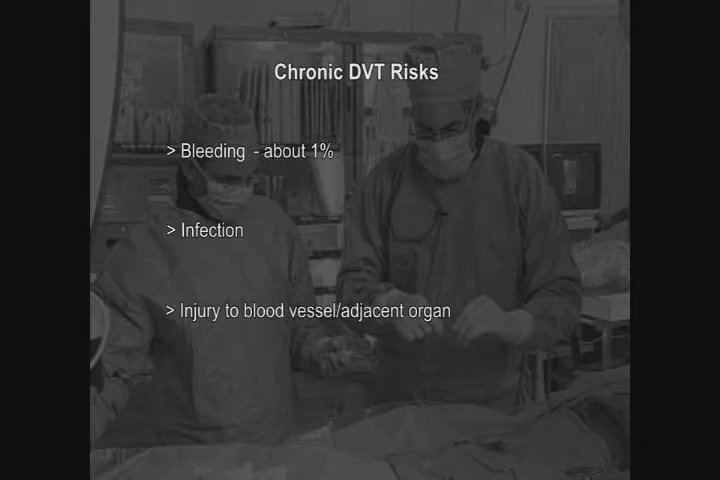 Chronic DVT Risks
> Bleeding - about 1%
> Infection
> Injury to blood vessel/adjacent organ